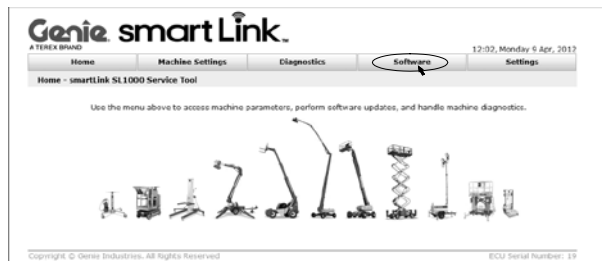 Genie. smartLink™
A TEREX BRAND
12:02, Monday 9 Apr, 2012
Home Machine Settings Diagnostics Software Settings
Home - smartLink SL1000 Service Tool
Use the menu above to access machine parameters, perform software updates, and handle machine diagnostics.
Copyright © Genie Industries. All Rights Reserved ECU Serial Number: 19